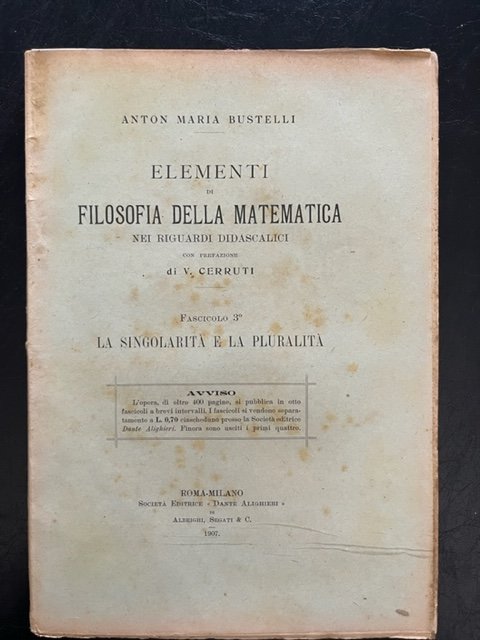 ANTON MARIA BUSTELLI
ELEMENTI
DI
FILOSOFIA DELLA MATEMATICA
NEI RIGUARDI DIDASCALICI
CON PREFAZIONE
di V. CERRUTI
FASCICOLO 3º
LA SINGOLARITÀ E LA PLURALITÀ
AVVISO
L'opera, di oltre 400 pagine, si pubblica in otto
fascicoli a brevi intervalli. I fascicoli si vendono separa-
tamente a L. 0,70 ciascheduno presso la Società editrice
Dante Alighieri. Finora sono usciti i primi quattro.
ROMA-MILANO
SOCIETÀ EDITRICE « DANTE ALIGHIERI »
DI
ALBRIGHI, SEGATI & C.
1907.